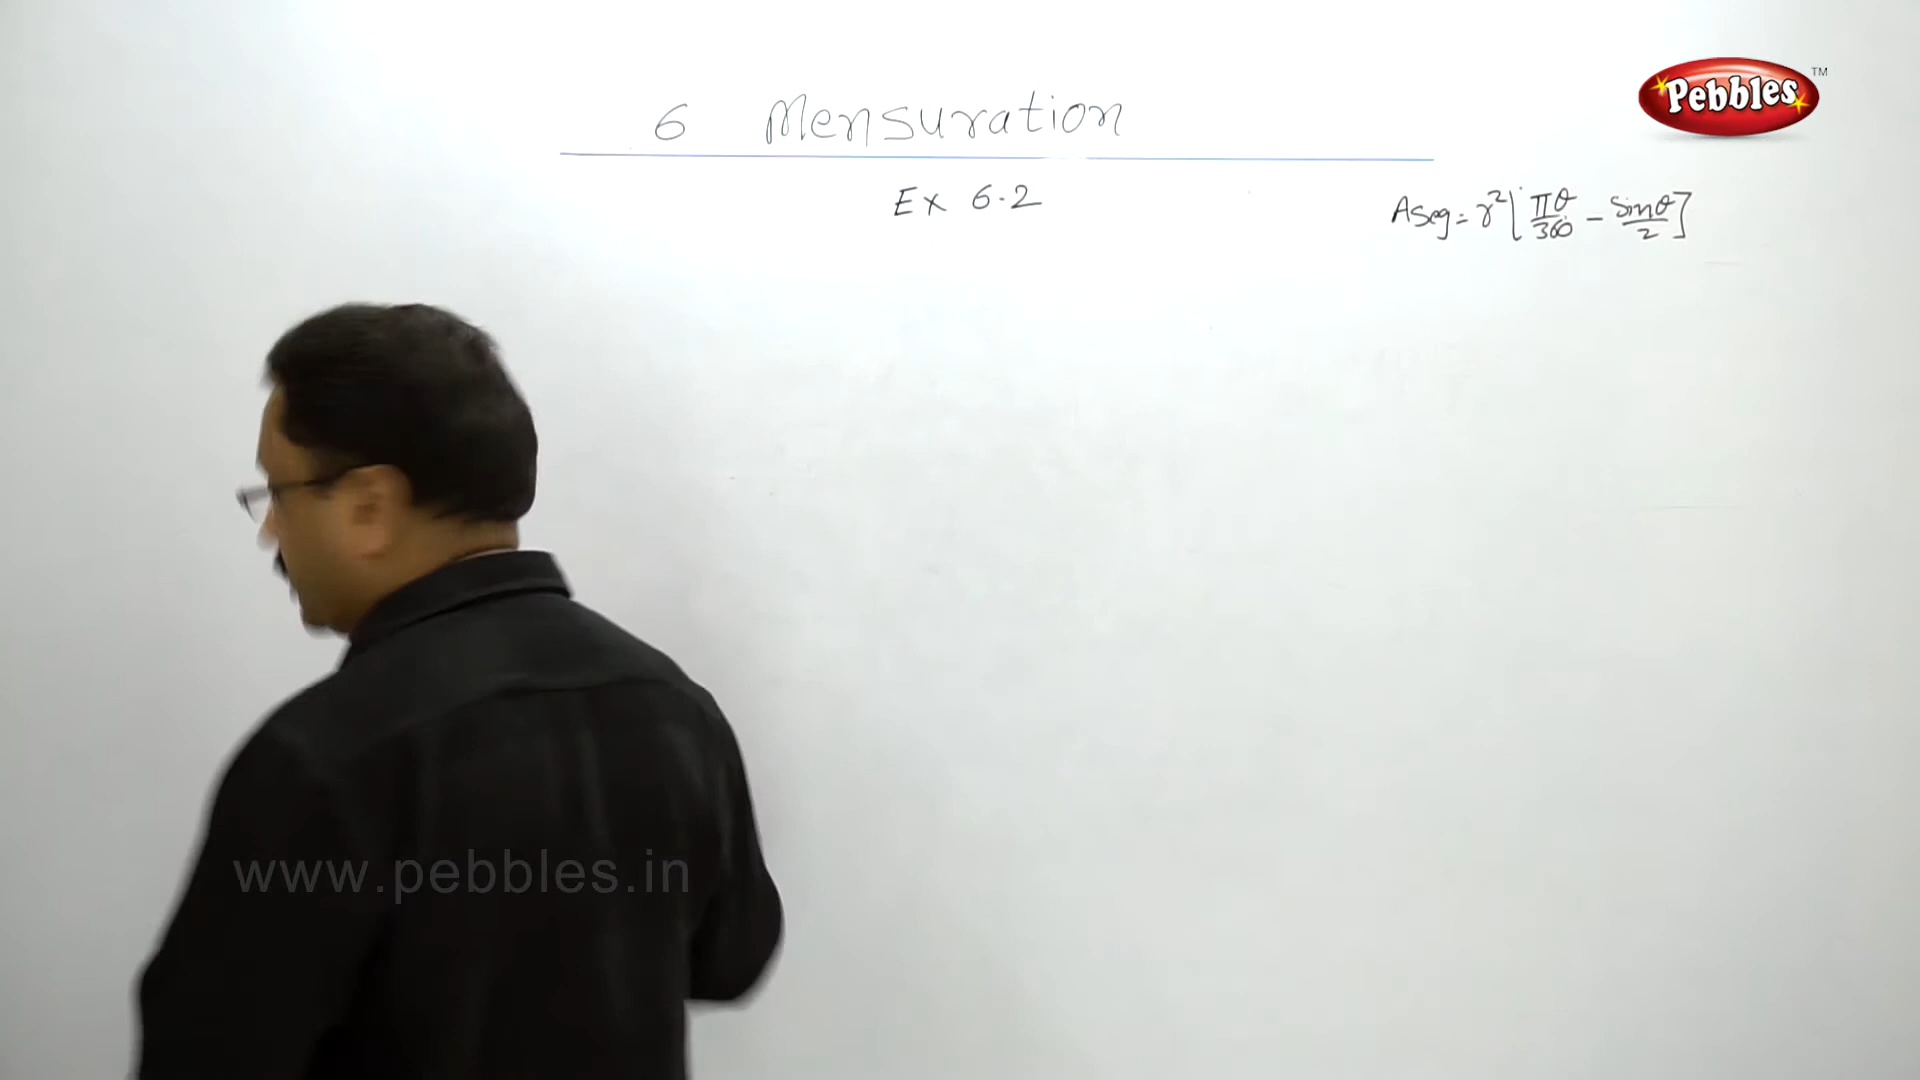 Pebbles TM
6 Mensuration
Ex 6.2
Aseg = r²[πθ/360 - sinθ/2]
www.pebbles.in